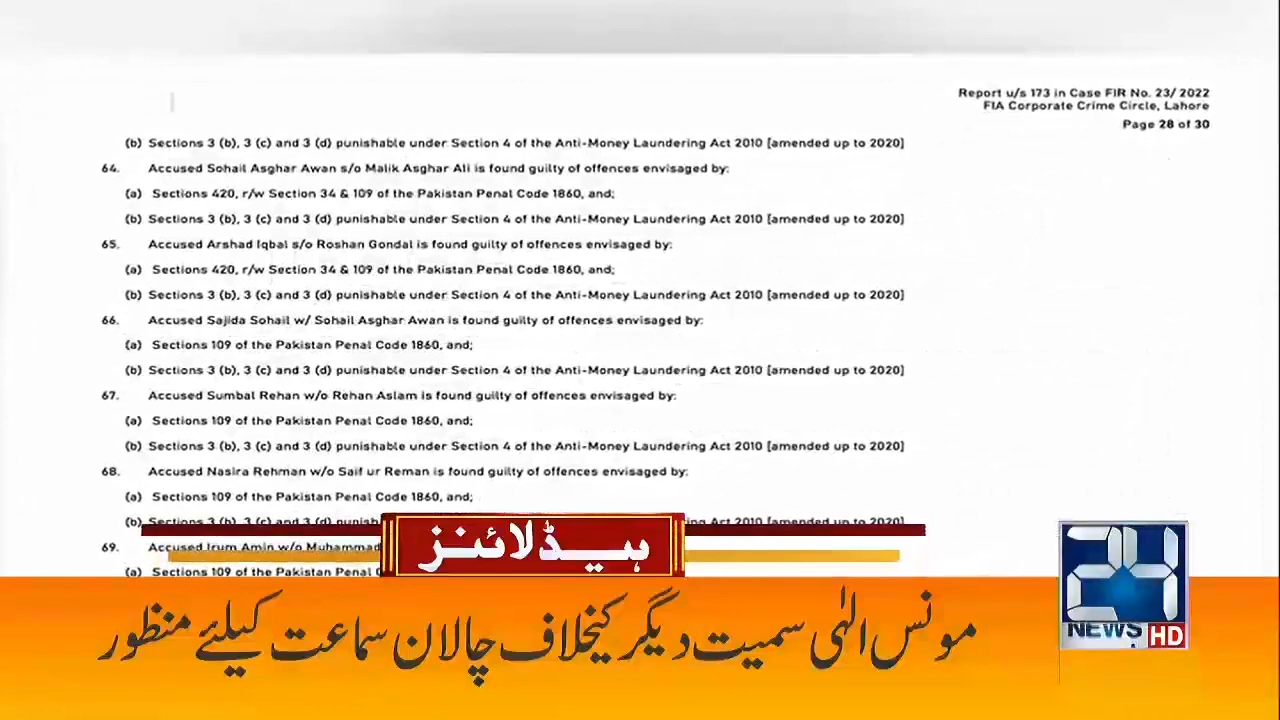 Report u/s 173 in Case FIR No. 23/ 2022
FIA Corporate Crime Circle, Lahore
Page 28 of 30
(b) Sections 3 (b), 3 (c) and 3 (d) punishable under Section 4 of the Anti-Money Laundering Act 2010 [amended up to 2020]
64. Accused Sohail Asghar Awan s/o Malik Asghar Ali is found guilty of offences envisaged by:
(a) Sections 420, r/w Section 34 & 109 of the Pakistan Penal Code 1860, and;
(b) Sections 3 (b), 3 (c) and 3 (d) punishable under Section 4 of the Anti-Money Laundering Act 2010 [amended up to 2020]
65. Accused Arshad Iqbal s/o Roshan Gondal is found guilty of offences envisaged by:
(a) Sections 420, r/w Section 34 & 109 of the Pakistan Penal Code 1860, and;
(b) Sections 3 (b), 3 (c) and 3 (d) punishable under Section 4 of the Anti-Money Laundering Act 2010 [amended up to 2020]
66. Accused Sajida Sohail w/ Sohail Asghar Awan is found guilty of offences envisaged by:
(a) Sections 109 of the Pakistan Penal Code 1860, and;
(b) Sections 3 (b), 3 (c) and 3 (d) punishable under Section 4 of the Anti-Money Laundering Act 2010 [amended up to 2020]
67. Accused Sumbal Rehan w/o Rehan Aslam is found guilty of offences envisaged by:
(a) Sections 109 of the Pakistan Penal Code 1860, and;
(b) Sections 3 (b), 3 (c) and 3 (d) punishable under Section 4 of the Anti-Money Laundering Act 2010 [amended up to 2020]
68. Accused Nasira Rehman w/o Saif ur Reman is found guilty of offences envisaged by:
(a) Sections 109 of the Pakistan Penal Code 1860, and;
(b) Sections 3 (b), 3 (c) and 3 (d) punish ng Act 2010 [amended up to 2020]
69. Accused Irum Amin w/o Muhammad
(a) Sections 109 of the Pakistan Penal
ہیڈلائنز
مونس الٰہی سمیت دیگر کیخلاف چالان سماعت کیلئے منظور
24
NEWS HD